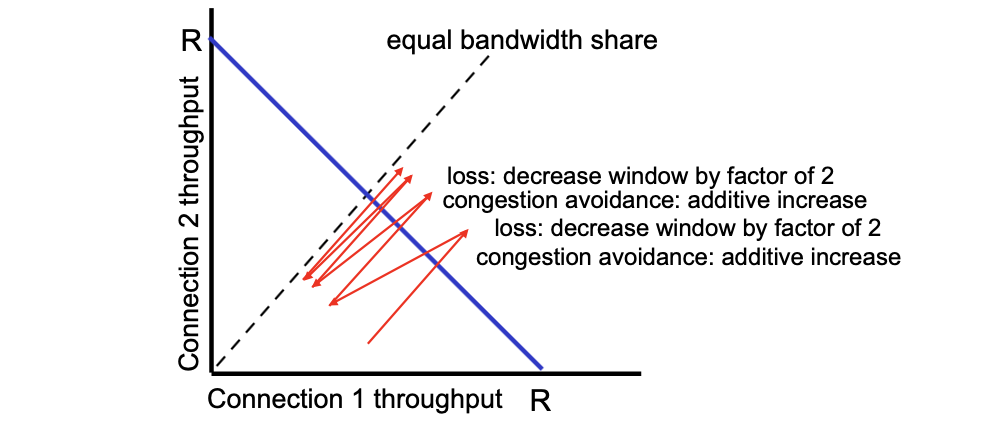 R
equal bandwidth share
Connection 2 throughput
loss: decrease window by factor of 2
congestion avoidance: additive increase
loss: decrease window by factor of 2
congestion avoidance: additive increase
Connection 1 throughput
R